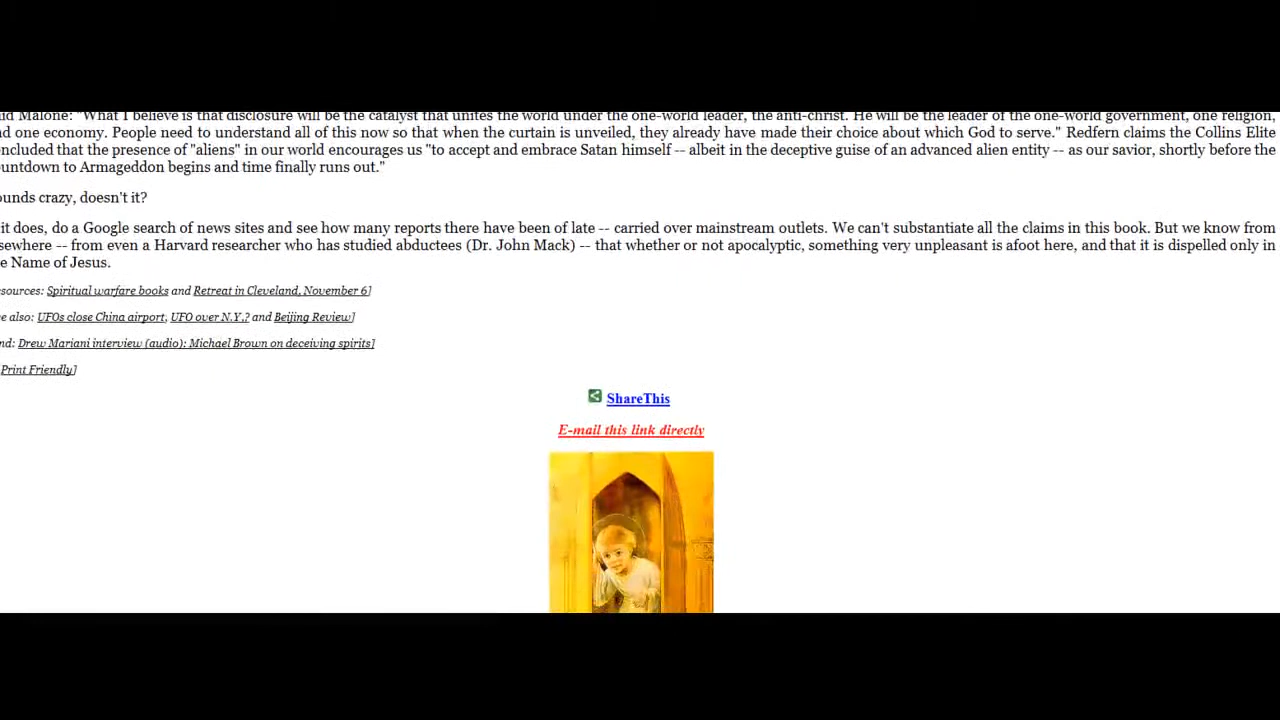 id Malone: "What I believe is that disclosure will be the catalyst that unites the world under the one-world leader, the anti-christ. He will be the leader of the one-world government, one religion,
nd one economy. People need to understand all of this now so that when the curtain is unveiled, they already have made their choice about which God to serve." Redfern claims the Collins Elite
ncluded that the presence of "aliens" in our world encourages us "to accept and embrace Satan himself -- albeit in the deceptive guise of an advanced alien entity -- as our savior, shortly before the
untdown to Armageddon begins and time finally runs out."
ounds crazy, doesn't it?
it does, do a Google search of news sites and see how many reports there have been of late -- carried over mainstream outlets. We can't substantiate all the claims in this book. But we know from
sewhere -- from even a Harvard researcher who has studied abductees (Dr. John Mack) -- that whether or not apocalyptic, something very unpleasant is afoot here, and that it is dispelled only in
e Name of Jesus.
sources: Spiritual warfare books and Retreat in Cleveland, November 6]
e also: UFOs close China airport, UFO over N.Y.? and Beijing Review]
nd: Drew Mariani interview (audio): Michael Brown on deceiving spirits]
Print Friendly]
ShareThis
E-mail this link directly